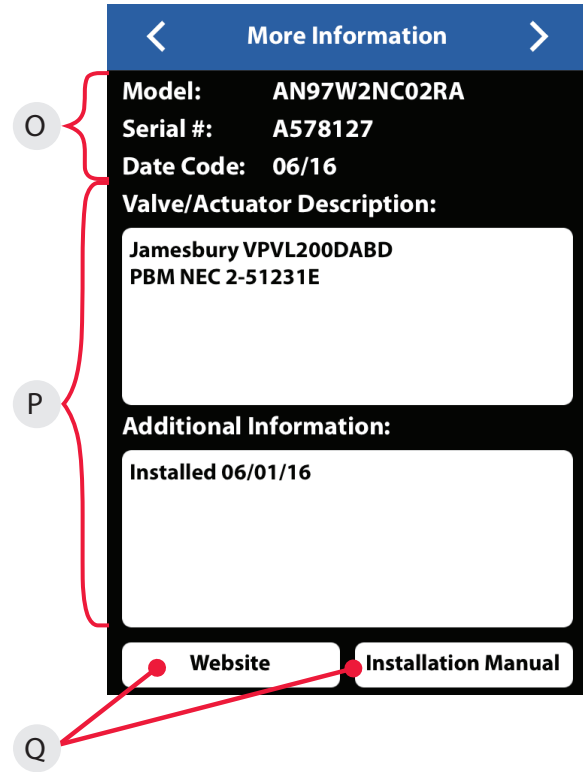 More Information
O
Model: AN97W2NC02RA
Serial #: A578127
Date Code: 06/16
P
Valve/Actuator Description:
Jamesbury VPVL200DABD
PBM NEC 2-51231E
Additional Information:
Installed 06/01/16
Website Installation Manual
Q